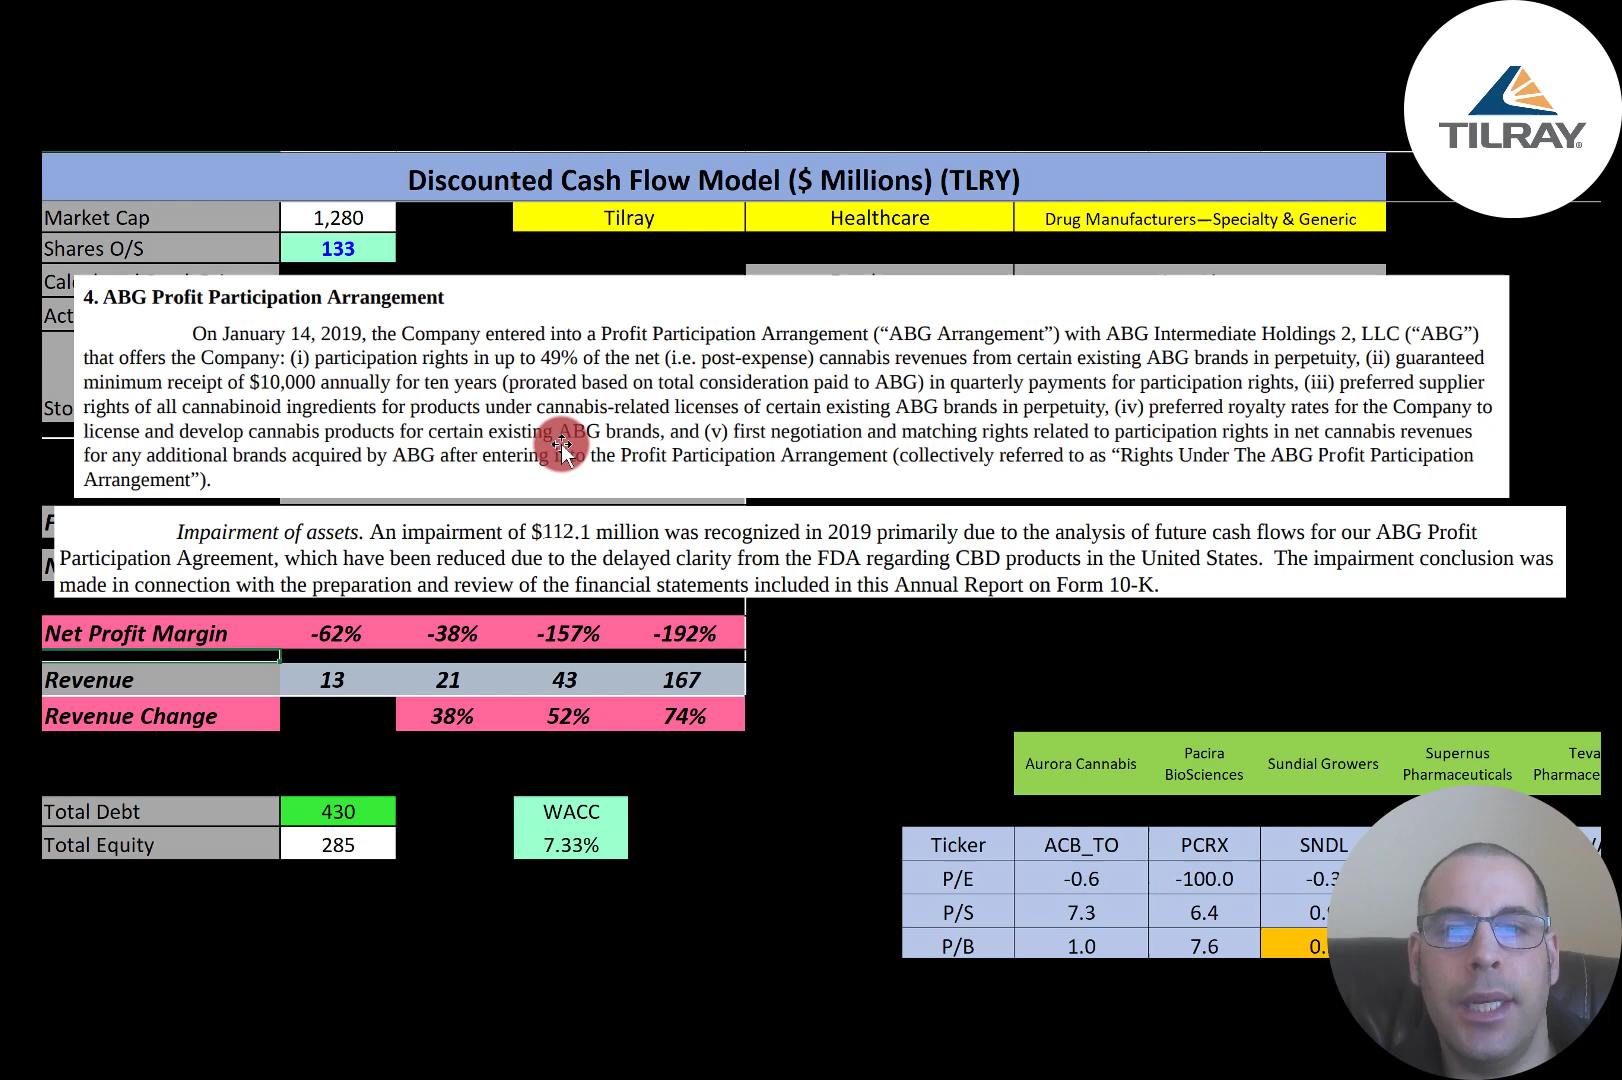 TILRAY
Discounted Cash Flow Model ($ Millions) (TLRY)
Market Cap 1,280 Tilray Healthcare Drug Manufacturers—Specialty & Generic
Shares O/S 133
4. ABG Profit Participation Arrangement
On January 14, 2019, the Company entered into a Profit Participation Arrangement (“ABG Arrangement”) with ABG Intermediate Holdings 2, LLC (“ABG”)
that offers the Company: (i) participation rights in up to 49% of the net (i.e. post-expense) cannabis revenues from certain existing ABG brands in perpetuity, (ii) guaranteed
minimum receipt of $10,000 annually for ten years (prorated based on total consideration paid to ABG) in quarterly payments for participation rights, (iii) preferred supplier
rights of all cannabinoid ingredients for products under cannabis-related licenses of certain existing ABG brands in perpetuity, (iv) preferred royalty rates for the Company to
license and develop cannabis products for certain existing ABG brands, and (v) first negotiation and matching rights related to participation rights in net cannabis revenues
for any additional brands acquired by ABG after entering into the Profit Participation Arrangement (collectively referred to as “Rights Under The ABG Profit Participation
Arrangement”).
Impairment of assets. An impairment of $112.1 million was recognized in 2019 primarily due to the analysis of future cash flows for our ABG Profit
Participation Agreement, which have been reduced due to the delayed clarity from the FDA regarding CBD products in the United States. The impairment conclusion was
made in connection with the preparation and review of the financial statements included in this Annual Report on Form 10-K.
Net Profit Margin -62% -38% -157% -192%
Revenue 13 21 43 167
Revenue Change 38% 52% 74%
Aurora Cannabis Pacira BioSciences Sundial Growers Supernus Pharmaceuticals Teva
Total Debt 430 WACC
Total Equity 285 7.33%
Ticker ACB_TO PCRX SNDL
P/E -0.6 -100.0 -0.3
P/S 7.3 6.4 0.
P/B 1.0 7.6 0.